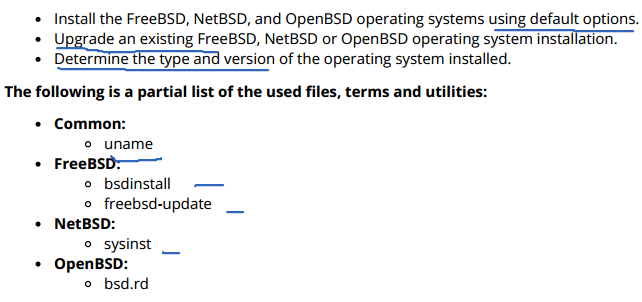 Install the FreeBSD, NetBSD, and OpenBSD operating systems using default options.
Upgrade an existing FreeBSD, NetBSD or OpenBSD operating system installation.
Determine the type and version of the operating system installed.
The following is a partial list of the used files, terms and utilities:
Common:
uname
FreeBSD:
bsdinstall
freebsd-update
NetBSD:
sysinst
OpenBSD:
bsd.rd